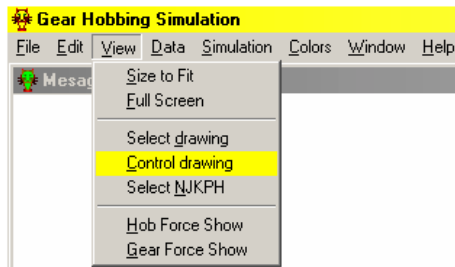 Gear Hobbing Simulation
File Edit View Data Simulation Colors Window Help
Mesag
Size to Fit
Full Screen
Select drawing
Control drawing
Select NJKPH
Hob Force Show
Gear Force Show